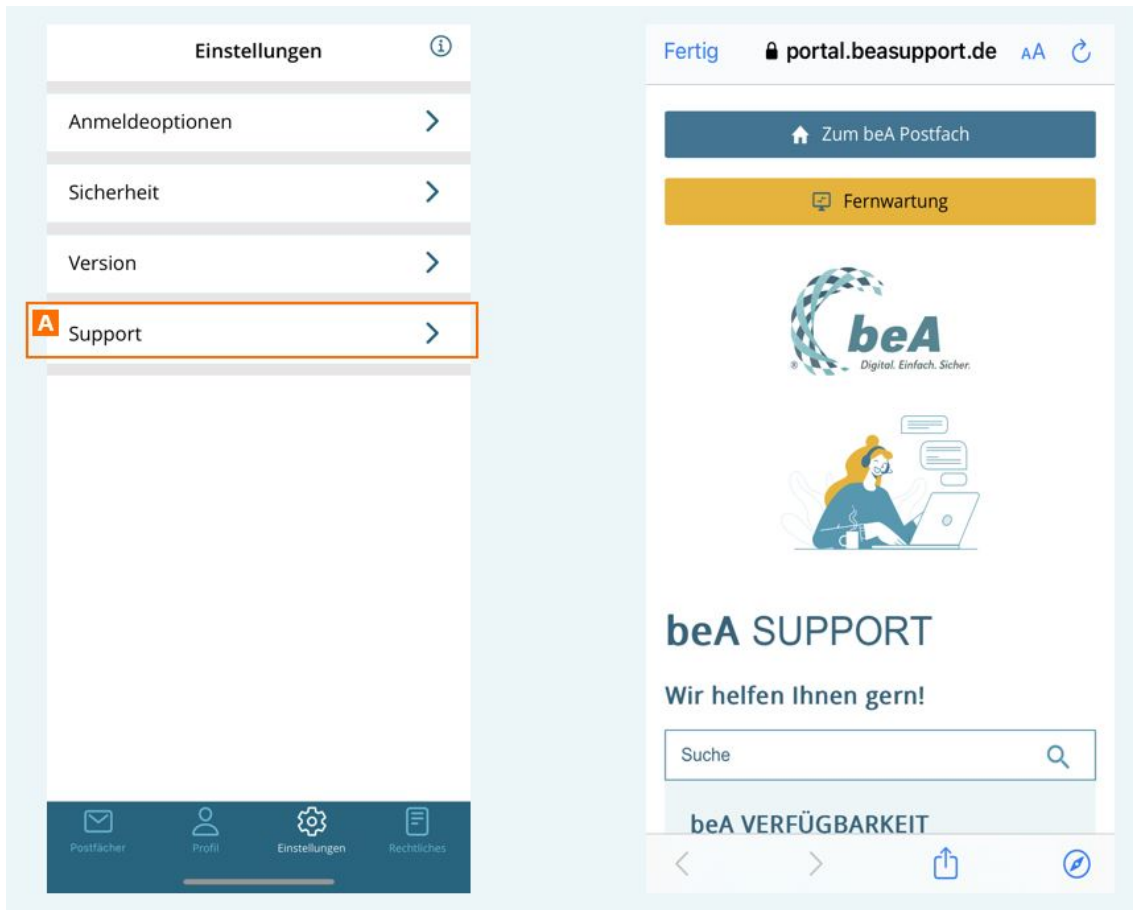 Einstellungen
Anmeldeoptionen
Sicherheit
Version
A
Support
Postfächer
Profil
Einstellungen
Rechtliches
Fertig
portal.beasupport.de
AA
Zum beA Postfach
Fernwartung
beA
Digital. Einfach. Sicher.
®
beA SUPPORT
Wir helfen Ihnen gern!
Suche
beA VERFÜGBARKEIT